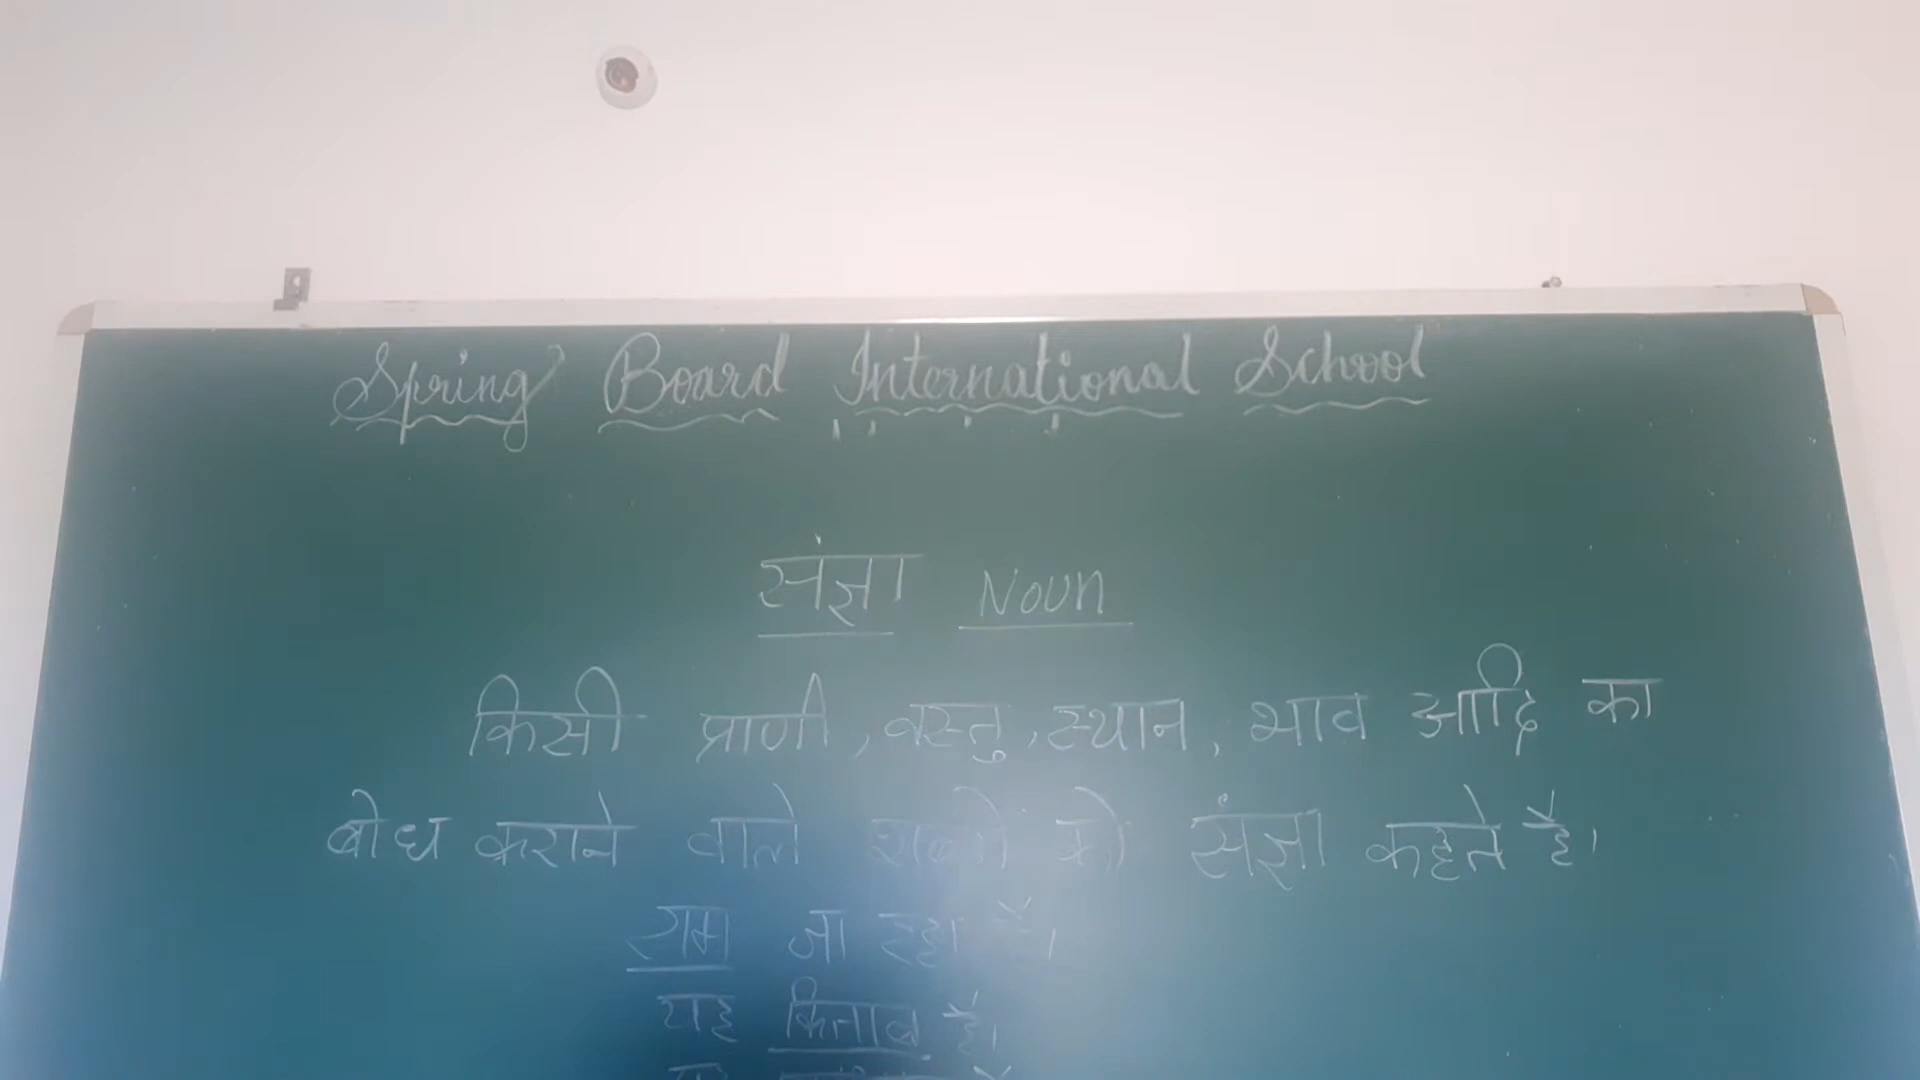 Spring Board International School
संज्ञा Noun
किसी प्राणी, वस्तु, स्थान, भाव आदि का
बोध कराने वाले शब्दों को संज्ञा कहते है।
राम जा रहा है।
यह किताब है।